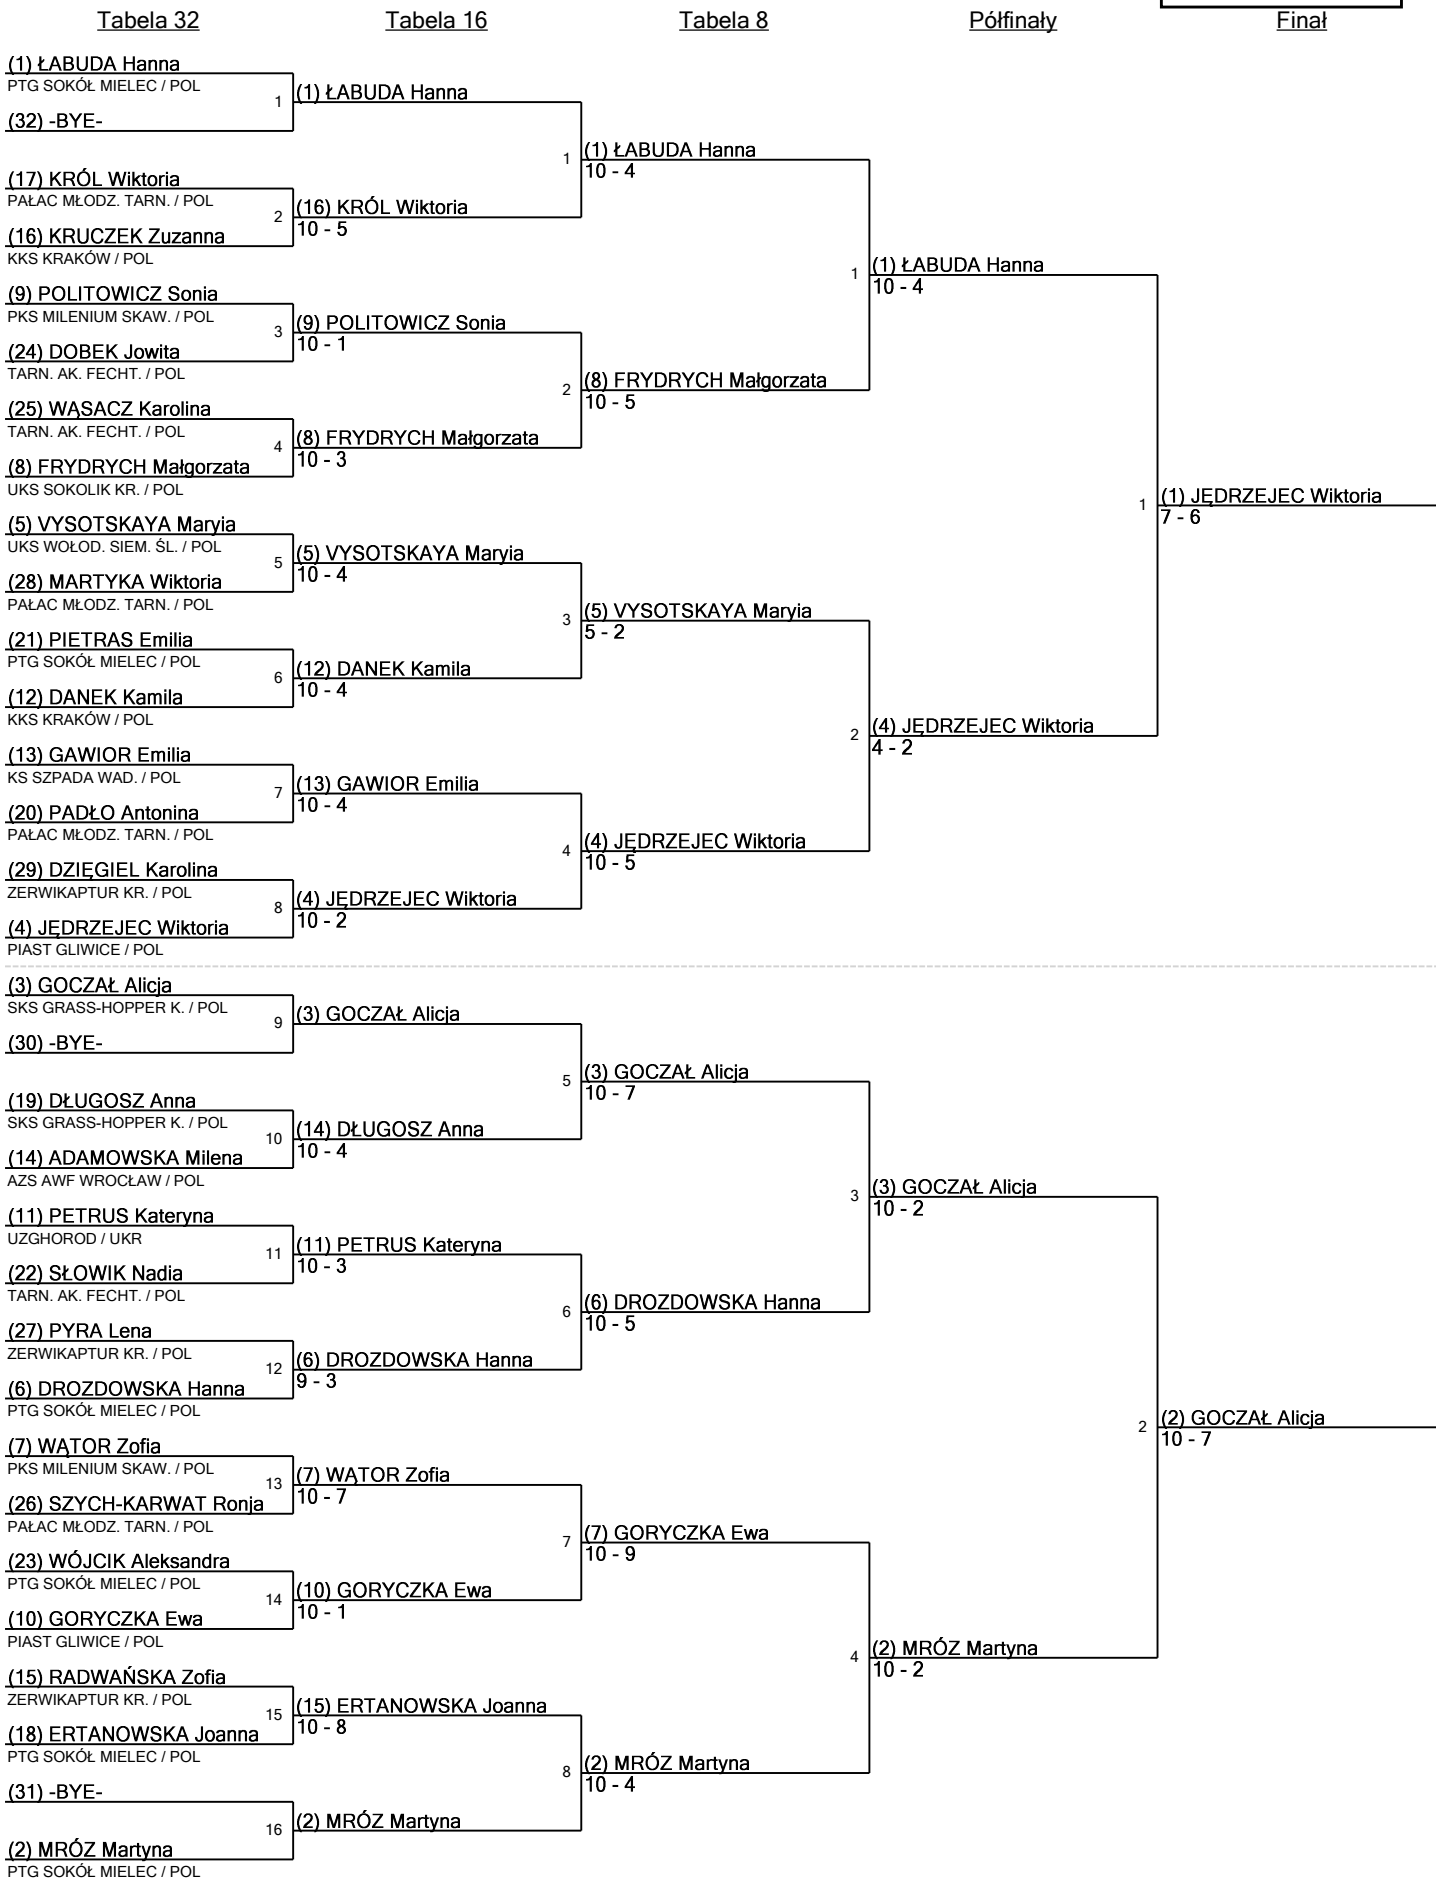 Tabela 32
Tabela 16
Tabela 8
Półfinały
Finał
(1) ŁABUDA Hanna
PTG SOKÓŁ MIELEC / POL
1
(32) -BYE-
(17) KRÓL Wiktoria
PAŁAC MŁODZ. TARN. / POL
2
(16) KRUCZEK Zuzanna
KKS KRAKÓW / POL
(9) POLITOWICZ Sonia
PKS MILENIUM SKAW. / POL
3
(24) DOBEK Jowita
TARN. AK. FECHT. / POL
(25) WĄSACZ Karolina
TARN. AK. FECHT. / POL
4
(8) FRYDRYCH Małgorzata
UKS SOKOLIK KR. / POL
(5) VYSOTSKAYA Maryia
UKS WOŁOD. SIEM. ŚL. / POL
5
(28) MARTYKA Wiktoria
PAŁAC MŁODZ. TARN. / POL
(21) PIETRAS Emilia
PTG SOKÓŁ MIELEC / POL
6
(12) DANEK Kamila
KKS KRAKÓW / POL
(13) GAWIOR Emilia
KS SZPADA WAD. / POL
7
(20) PADŁO Antonina
PAŁAC MŁODZ. TARN. / POL
(29) DZIĘGIEL Karolina
ZERWIKAPTUR KR. / POL
8
(4) JĘDRZEJEC Wiktoria
PIAST GLIWICE / POL
(3) GOCZAŁ Alicja
SKS GRASS-HOPPER K. / POL
9
(30) -BYE-
(19) DŁUGOSZ Anna
SKS GRASS-HOPPER K. / POL
10
(14) ADAMOWSKA Milena
AZS AWF WROCŁAW / POL
(11) PETRUS Kateryna
UZGHOROD / UKR
11
(22) SŁOWIK Nadia
TARN. AK. FECHT. / POL
(27) PYRA Lena
ZERWIKAPTUR KR. / POL
12
(6) DROZDOWSKA Hanna
PTG SOKÓŁ MIELEC / POL
(7) WĄTOR Zofia
PKS MILENIUM SKAW. / POL
13
(26) SZYCH-KARWAT Ronja
PAŁAC MŁODZ. TARN. / POL
(23) WÓJCIK Aleksandra
PTG SOKÓŁ MIELEC / POL
14
(10) GORYCZKA Ewa
PIAST GLIWICE / POL
(15) RADWAŃSKA Zofia
ZERWIKAPTUR KR. / POL
15
(18) ERTANOWSKA Joanna
PTG SOKÓŁ MIELEC / POL
(31) -BYE-
16
(2) MRÓZ Martyna
PTG SOKÓŁ MIELEC / POL
(1) ŁABUDA Hanna
1
(16) KRÓL Wiktoria
10 - 5
(9) POLITOWICZ Sonia
10 - 1
2
(8) FRYDRYCH Małgorzata
10 - 3
(5) VYSOTSKAYA Maryia
10 - 4
3
(12) DANEK Kamila
10 - 4
(13) GAWIOR Emilia
10 - 4
4
(4) JĘDRZEJEC Wiktoria
10 - 2
(3) GOCZAŁ Alicja
5
(14) DŁUGOSZ Anna
10 - 4
(11) PETRUS Kateryna
10 - 3
6
(6) DROZDOWSKA Hanna
9 - 3
(7) WĄTOR Zofia
10 - 7
7
(10) GORYCZKA Ewa
10 - 1
(15) ERTANOWSKA Joanna
10 - 8
8
(2) MRÓZ Martyna
(1) ŁABUDA Hanna
10 - 4
1
(8) FRYDRYCH Małgorzata
10 - 5
(5) VYSOTSKAYA Maryia
5 - 2
2
(4) JĘDRZEJEC Wiktoria
10 - 5
(3) GOCZAŁ Alicja
10 - 7
3
(6) DROZDOWSKA Hanna
10 - 5
(7) GORYCZKA Ewa
10 - 9
4
(2) MRÓZ Martyna
10 - 4
(1) ŁABUDA Hanna
10 - 4
1
(4) JĘDRZEJEC Wiktoria
4 - 2
(3) GOCZAŁ Alicja
10 - 2
2
(2) MRÓZ Martyna
10 - 2
(1) JĘDRZEJEC Wiktoria
7 - 6
(2) GOCZAŁ Alicja
10 - 7